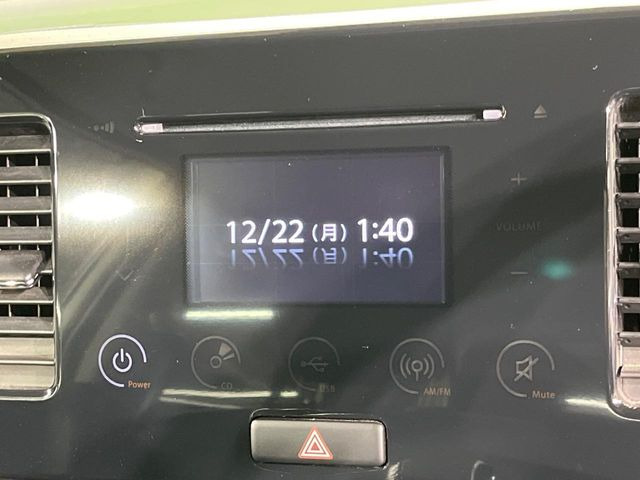 VOLUME
12/22 (月) 1:40
Power
CD
USB
AM/FM
Mute